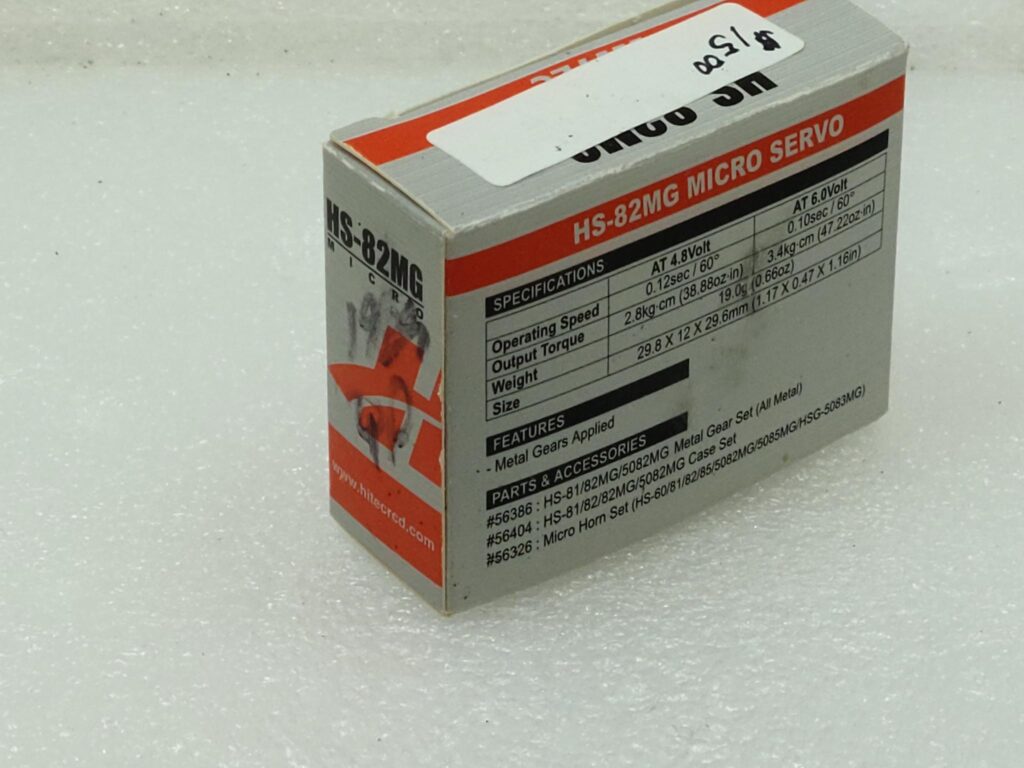 $1500
HS-82MG
MICRO
www.hitecrcd.com
HS-82MG MICRO SERVO
SPECIFICATIONS
AT 4.8Volt AT 6.0Volt
Operating Speed 0.12sec / 60° 0.10sec / 60°
Output Torque 2.8kg·cm (38.88oz·in) 3.4kg·cm (47.22oz·in)
Weight 19.0g (0.66oz)
Size 29.8 X 12 X 29.6mm (1.17 X 0.47 X 1.16in)
FEATURES
- Metal Gears Applied
PARTS & ACCESSORIES
#56386 : HS-81/82MG/5082MG Metal Gear Set (All Metal)
#56404 : HS-81/82/82MG/5082MG Case Set
#56326 : Micro Horn Set (HS-60/81/82/85/5082MG/5085MG/HSG-5083MG)